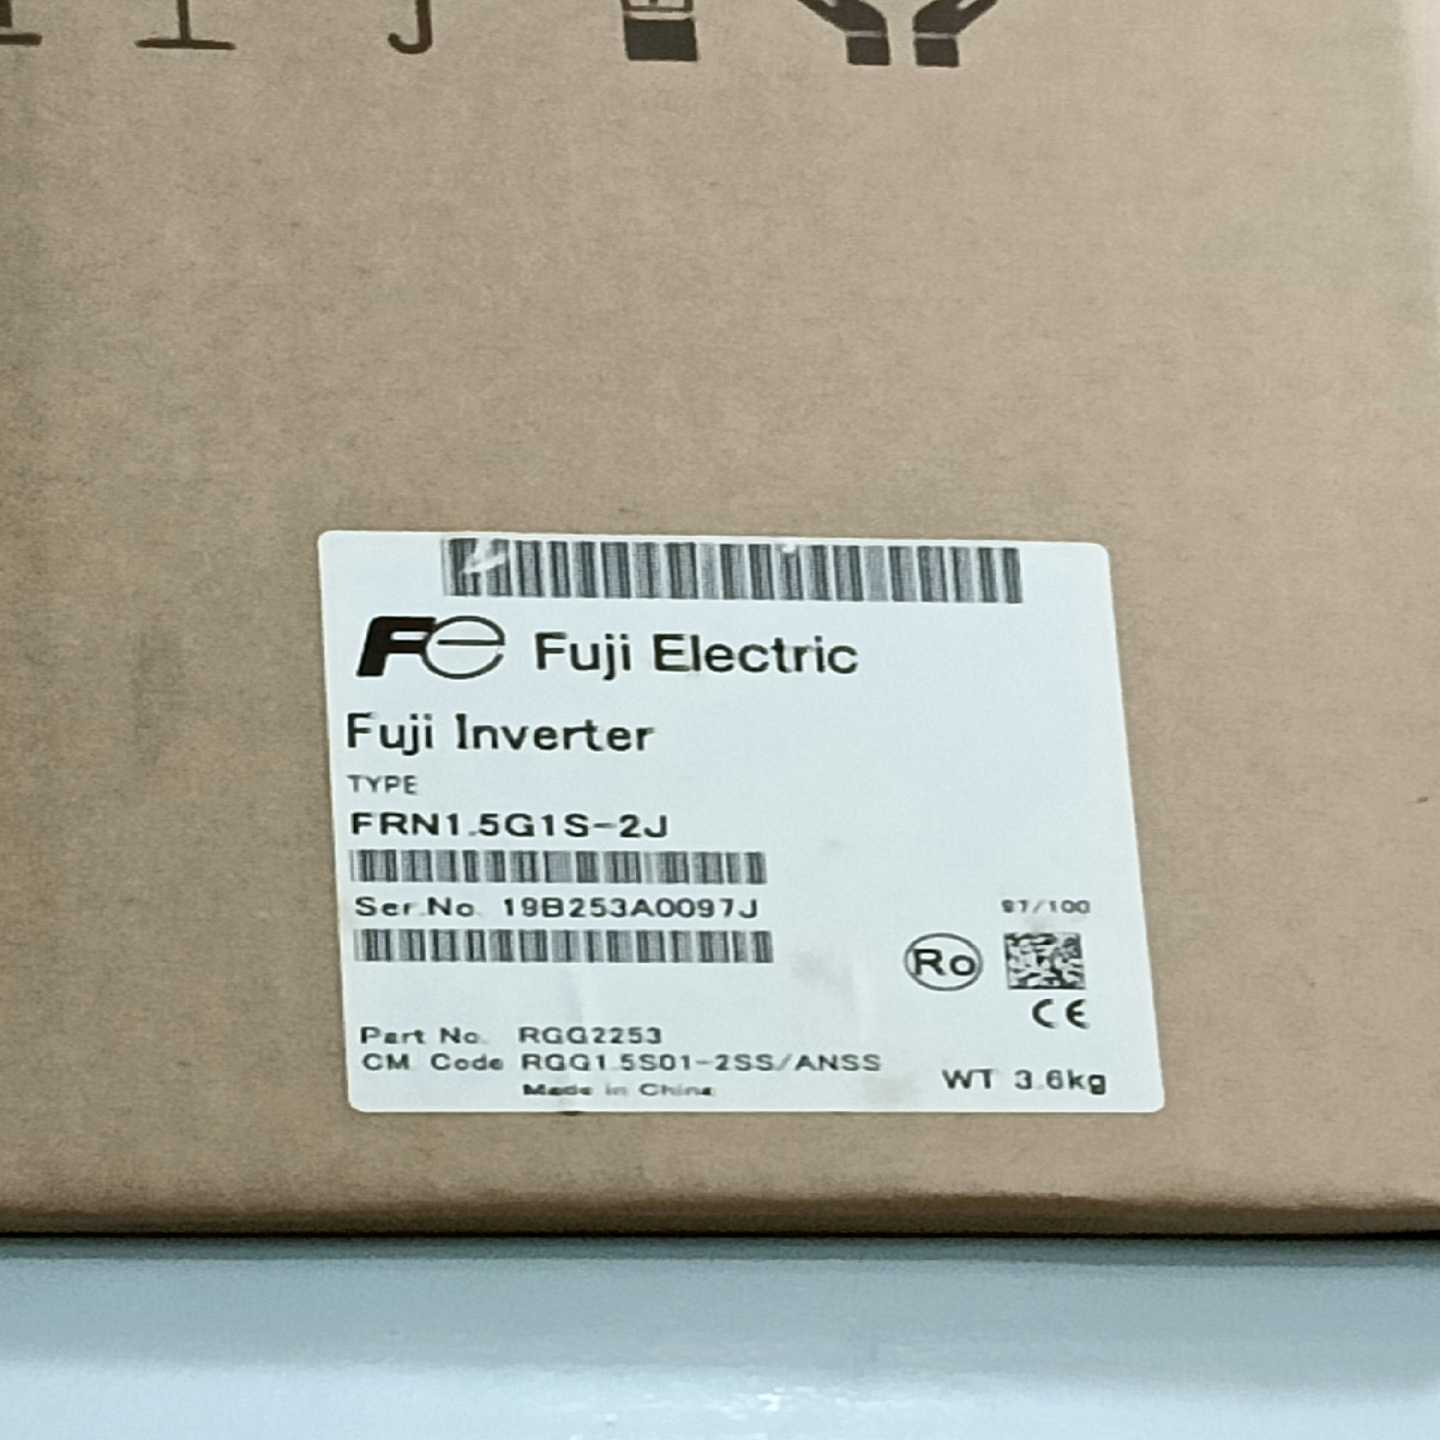 Fe Fuji Electric
Fuji Inverter
TYPE
FRN1.5G1S-2J
Ser.No. 19B253A0097J
97/100
Ro
CE
Part No. RGG2253
CM Code RGG1.5S01-2SS/ANSS
WT 3.6kg
Made in China